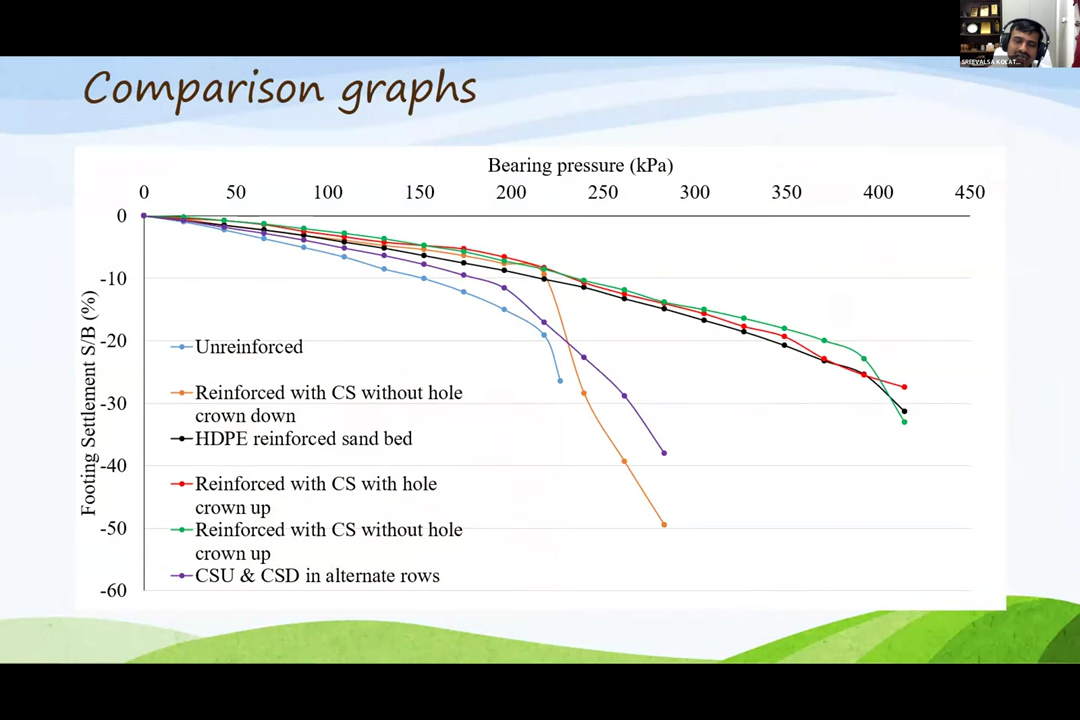 SREEVALSA KOLAT...
Comparison graphs
Bearing pressure (kPa)
0 50 100 150 200 250 300 350 400 450
0
-10
-20
-30
-40
-50
-60
Footing Settlement S/B (%)
Unreinforced
Reinforced with CS without hole
crown down
HDPE reinforced sand bed
Reinforced with CS with hole
crown up
Reinforced with CS without hole
crown up
CSU & CSD in alternate rows